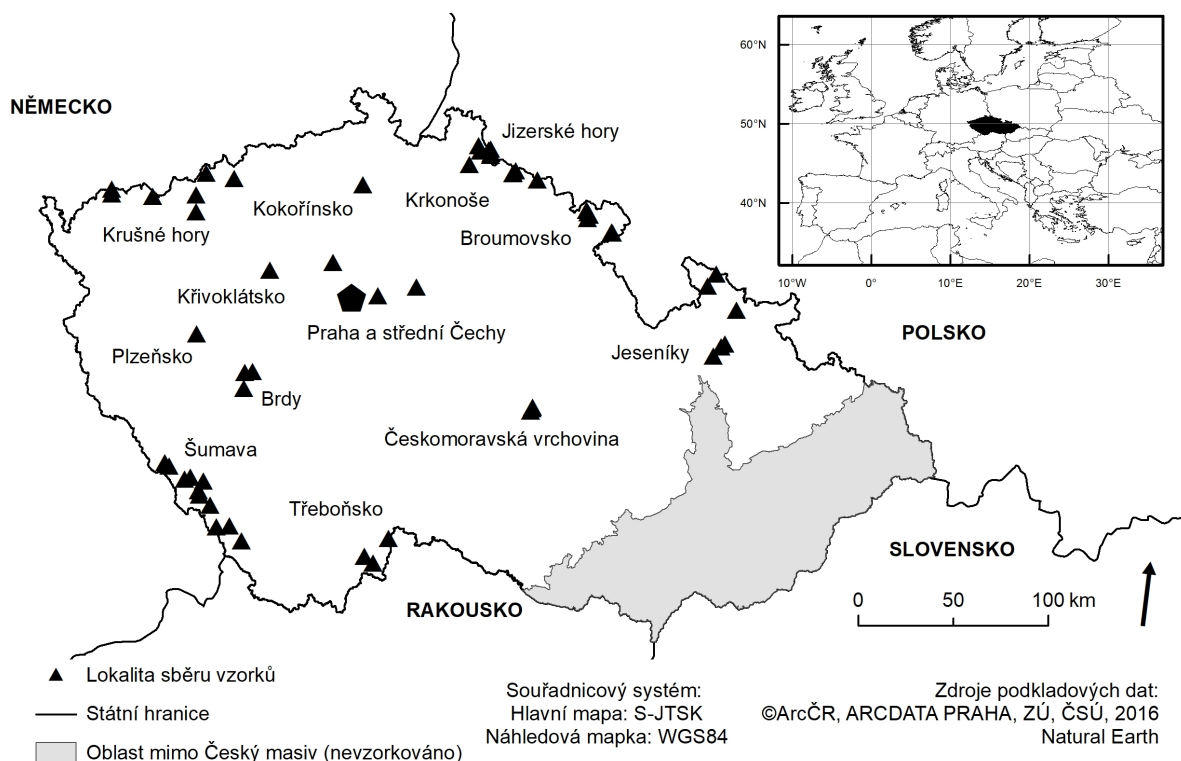 NĚMECKO
Jizerské hory
Kokořínsko
Krkonoše
Krušné hory
Broumovsko
Křivoklátsko
Praha a střední Čechy
Plzeňsko
Jeseníky
POLSKO
Brdy
Českomoravská vrchovina
Šumava
Třeboňsko
SLOVENSKO
RAKOUSKO
60°N
50°N
40°N
10°W
0°
10°E
20°E
30°E
0
50
100 km
Lokalita sběru vzorků
Státní hranice
Oblast mimo Český masiv (nevzorkováno)
Souřadnicový systém:
Hlavní mapa: S-JTSK
Náhledová mapka: WGS84
Zdroje podkladových dat:
©ArcČR, ARCDATA PRAHA, ZÚ, ČSÚ, 2016
Natural Earth